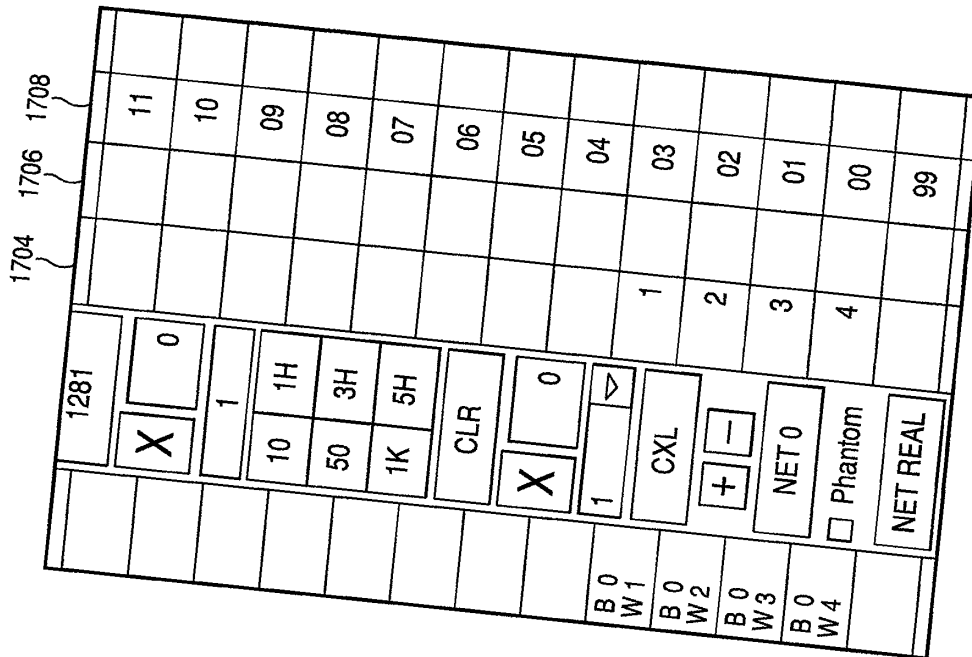 1704
1706
1708
B 0
W 1
B 0
W 2
B 0
W 3
B 0
W 4
1281
X 0
1
10 1H
50 3H
1K 5H
CLR
X 0
1
CXL
+ −
NET 0
Phantom
NET REAL
1
2
3
4
11
10
09
08
07
06
05
04
03
02
01
00
99